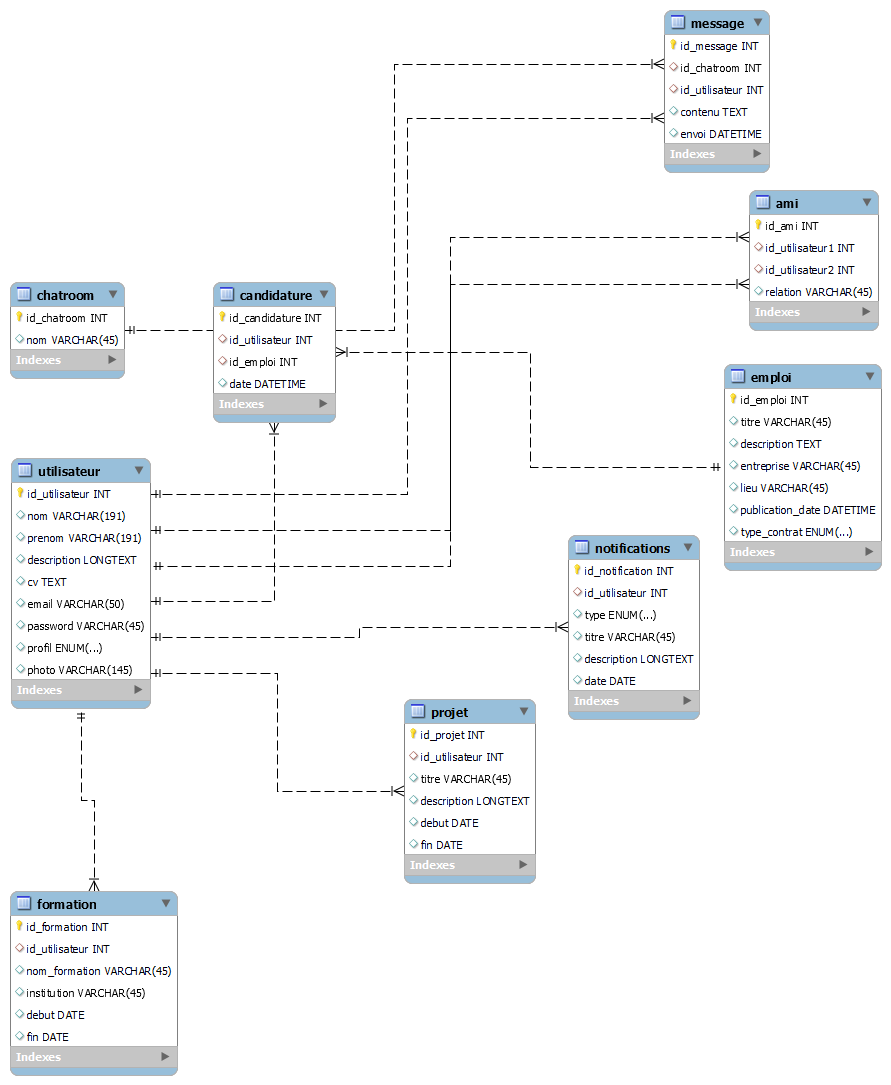 message
id_message INT
id_chatroom INT
id_utilisateur INT
contenu TEXT
envoi DATETIME
Indexes
ami
id_ami INT
id_utilisateur1 INT
id_utilisateur2 INT
relation VARCHAR(45)
Indexes
chatroom
id_chatroom INT
nom VARCHAR(45)
Indexes
candidature
id_candidature INT
id_utilisateur INT
id_emploi INT
date DATETIME
Indexes
emploi
id_emploi INT
titre VARCHAR(45)
description TEXT
entreprise VARCHAR(45)
lieu VARCHAR(45)
publication_date DATETIME
type_contrat ENUM(...)
Indexes
utilisateur
id_utilisateur INT
nom VARCHAR(191)
prenom VARCHAR(191)
description LONGTEXT
cv TEXT
email VARCHAR(50)
password VARCHAR(45)
profil ENUM(...)
photo VARCHAR(145)
Indexes
notifications
id_notification INT
id_utilisateur INT
type ENUM(...)
titre VARCHAR(45)
description LONGTEXT
date DATE
Indexes
projet
id_projet INT
id_utilisateur INT
titre VARCHAR(45)
description LONGTEXT
debut DATE
fin DATE
Indexes
formation
id_formation INT
id_utilisateur INT
nom_formation VARCHAR(45)
institution VARCHAR(45)
debut DATE
fin DATE
Indexes